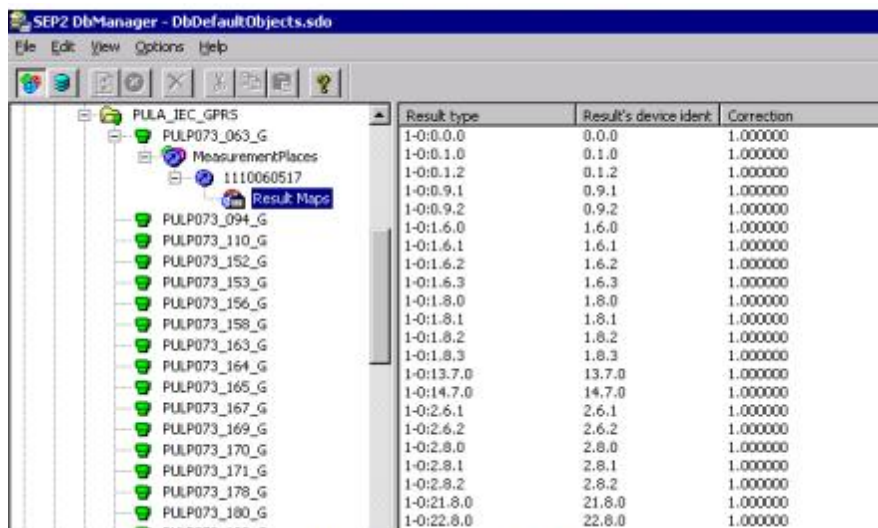 SEP2 DbManager - DbDefaultObjects.sdo
File Edit View Options Help
PULA_IEC_GPRS
PULP073_063_G
MeasurementPlaces
1110060517
Result Maps
PULP073_094_G
PULP073_110_G
PULP073_152_G
PULP073_153_G
PULP073_156_G
PULP073_158_G
PULP073_163_G
PULP073_164_G
PULP073_165_G
PULP073_167_G
PULP073_169_G
PULP073_170_G
PULP073_171_G
PULP073_178_G
PULP073_180_G
Result type Result's device ident Correction
1-0:0.0.0 0.0.0 1.000000
1-0:0.1.0 0.1.0 1.000000
1-0:0.1.2 0.1.2 1.000000
1-0:0.9.1 0.9.1 1.000000
1-0:0.9.2 0.9.2 1.000000
1-0:1.6.0 1.6.0 1.000000
1-0:1.6.1 1.6.1 1.000000
1-0:1.6.2 1.6.2 1.000000
1-0:1.6.3 1.6.3 1.000000
1-0:1.8.0 1.8.0 1.000000
1-0:1.8.1 1.8.1 1.000000
1-0:1.8.2 1.8.2 1.000000
1-0:1.8.3 1.8.3 1.000000
1-0:13.7.0 13.7.0 1.000000
1-0:14.7.0 14.7.0 1.000000
1-0:2.6.1 2.6.1 1.000000
1-0:2.6.2 2.6.2 1.000000
1-0:2.8.0 2.8.0 1.000000
1-0:2.8.1 2.8.1 1.000000
1-0:2.8.2 2.8.2 1.000000
1-0:21.8.0 21.8.0 1.000000
1-0:22.8.0 22.8.0 1.000000